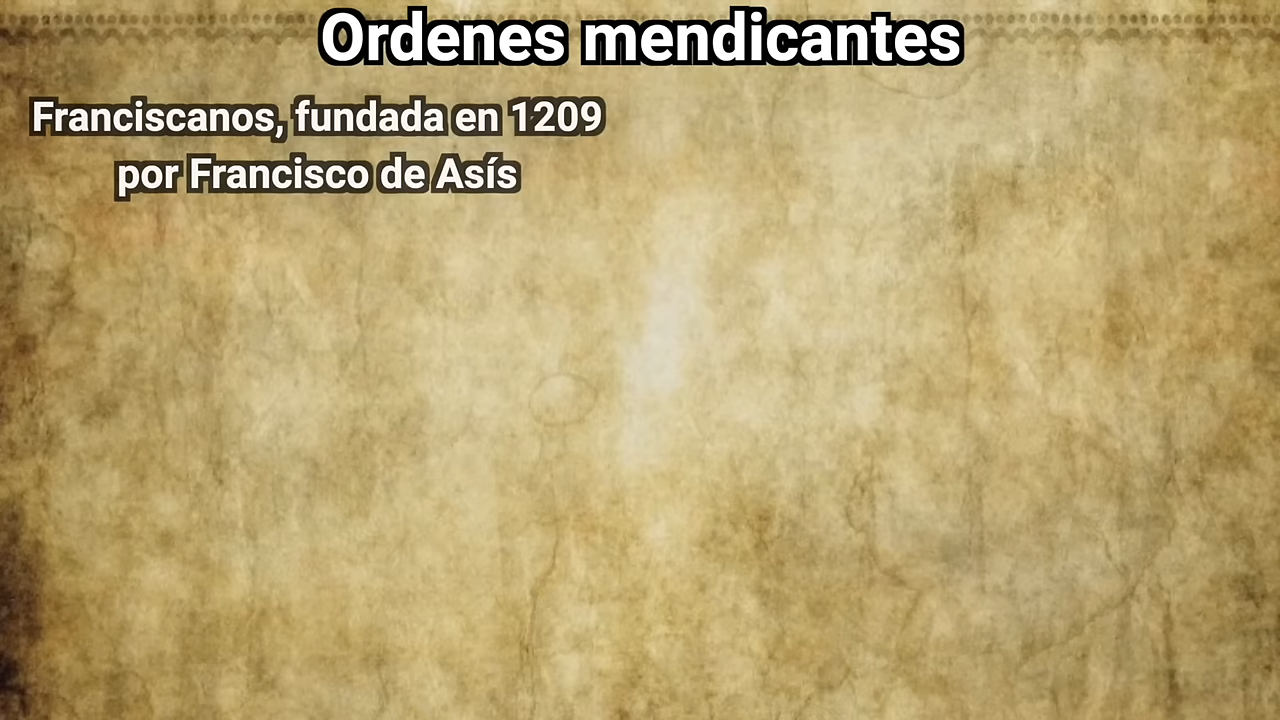 Ordenes mendicantes
Franciscanos, fundada en 1209
por Francisco de Asís